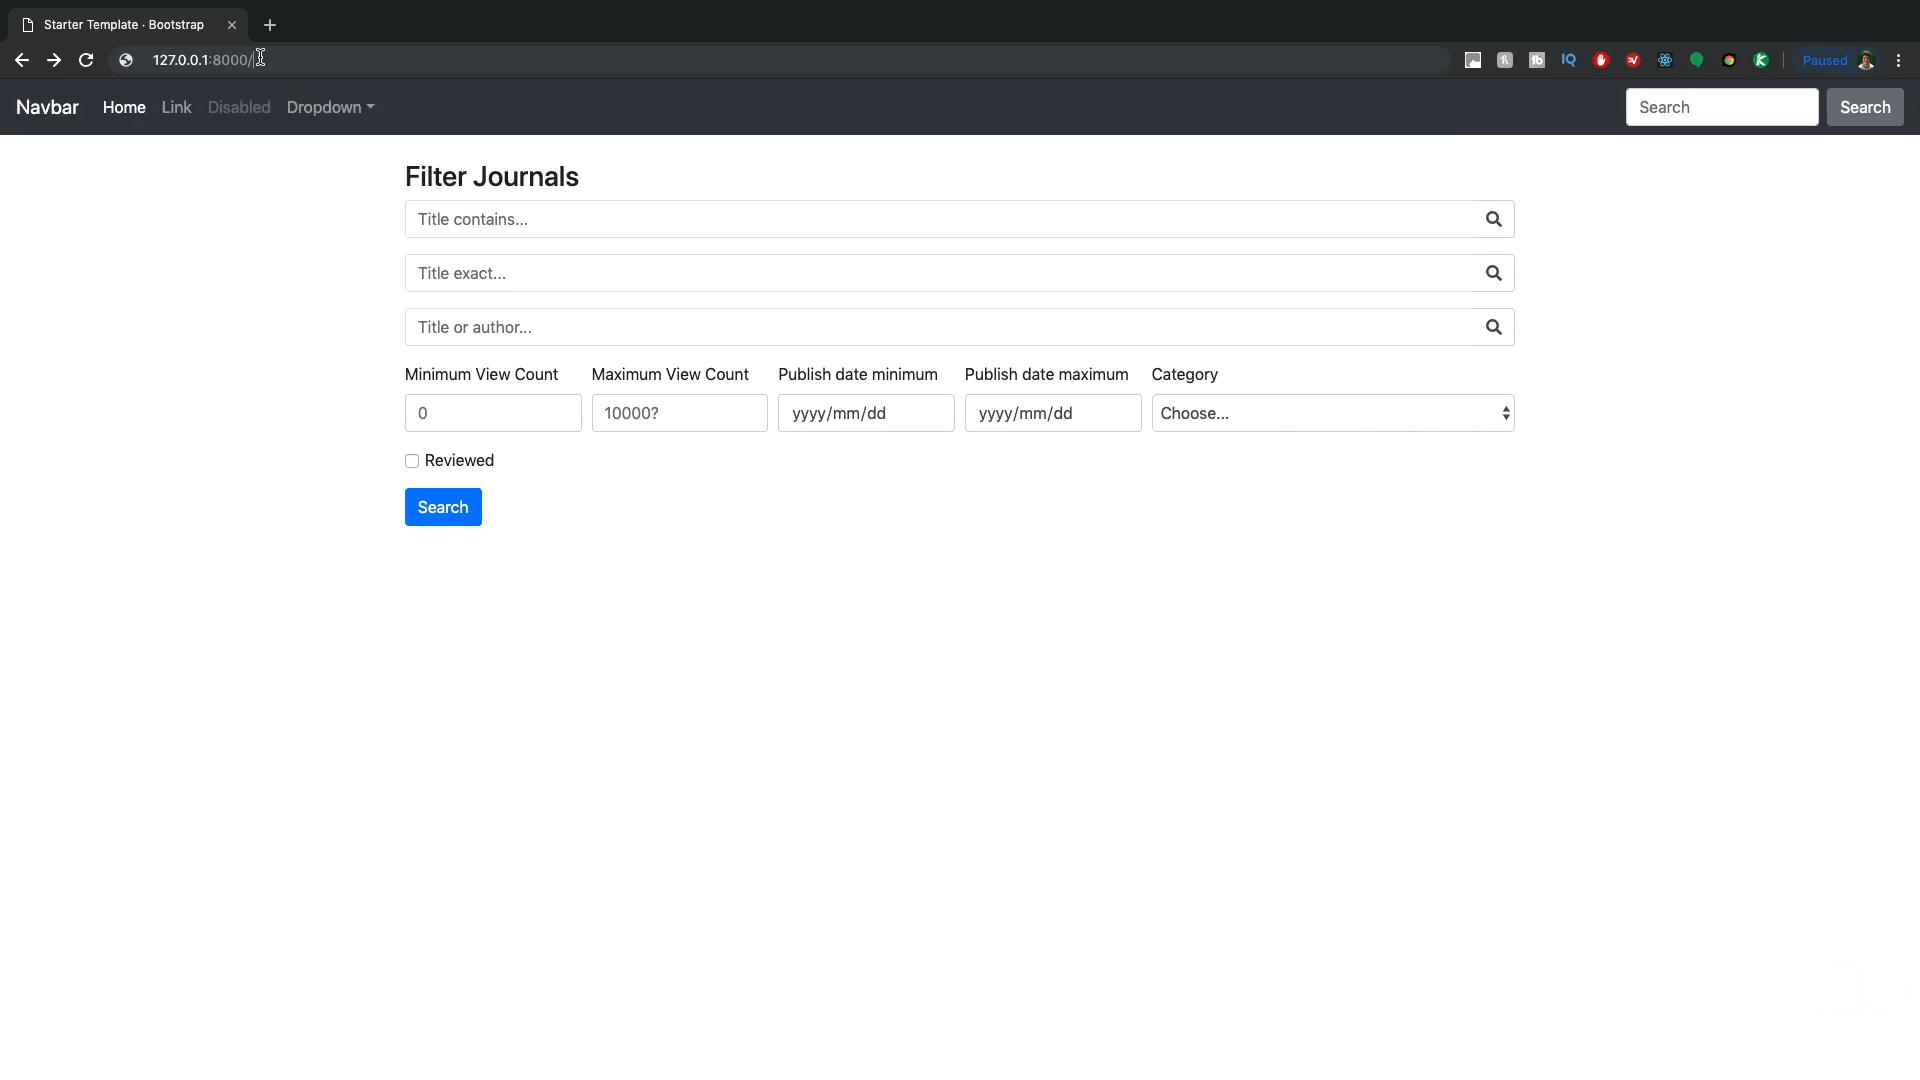 Starter Template · Bootstrap
127.0.0.1:8000/
IQ
Paused
Navbar Home Link Disabled Dropdown
Search Search
Filter Journals
Title contains...
Title exact...
Title or author...
Minimum View Count Maximum View Count Publish date minimum Publish date maximum Category
0 10000? yyyy/mm/dd yyyy/mm/dd Choose...
Reviewed
Search